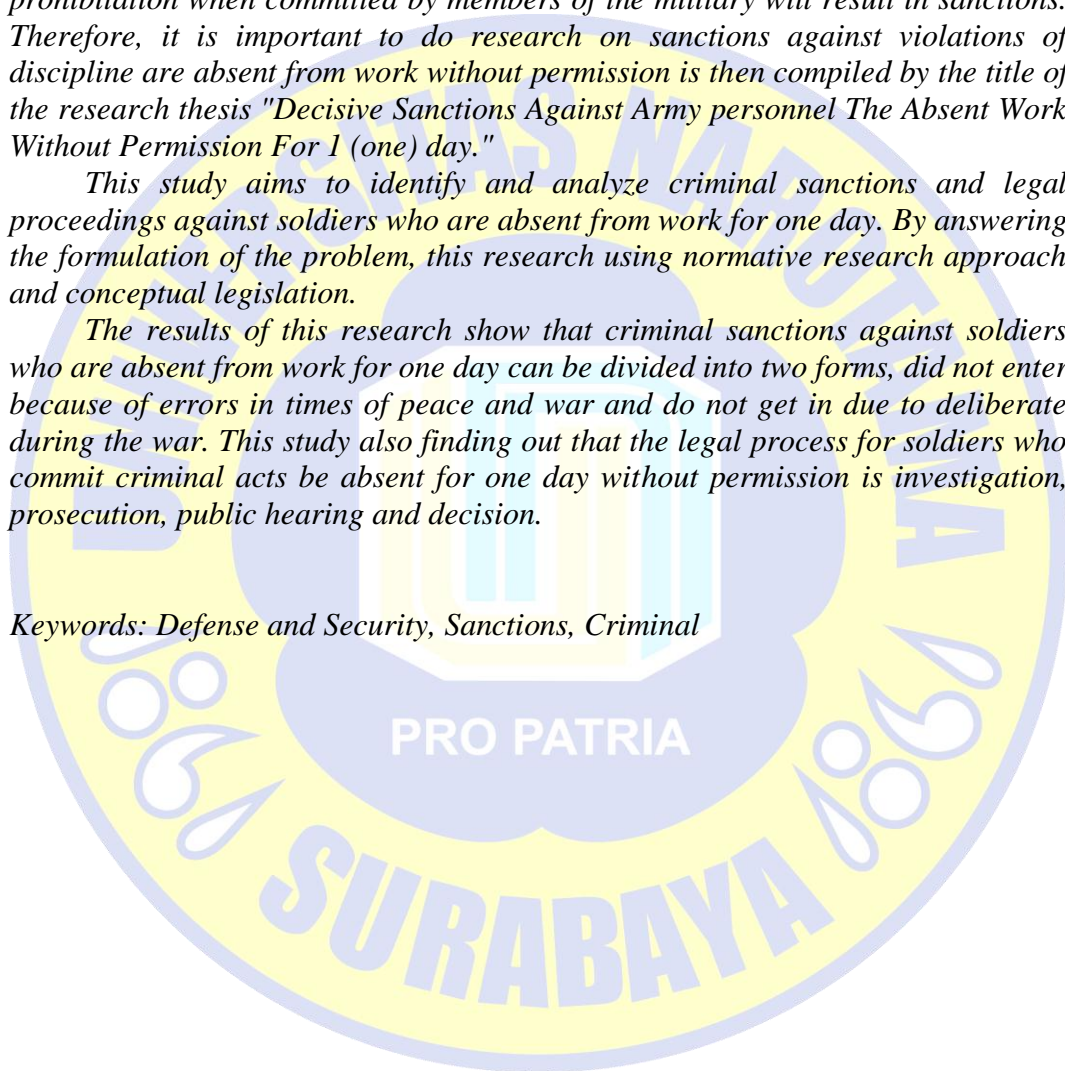 prohibitation when committed by members of the military will result in sanctions.
Therefore, it is important to do research on sanctions against violations of
discipline are absent from work without permission is then compiled by the title of
the research thesis "Decisive Sanctions Against Army personnel The Absent Work
Without Permission For 1 (one) day."
This study aims to identify and analyze criminal sanctions and legal
proceedings against soldiers who are absent from work for one day. By answering
the formulation of the problem, this research using normative research approach
and conceptual legislation.
The results of this research show that criminal sanctions against soldiers
who are absent from work for one day can be divided into two forms, did not enter
because of errors in times of peace and war and do not get in due to deliberate
during the war. This study also finding out that the legal process for soldiers who
commit criminal acts be absent for one day without permission is investigation,
prosecution, public hearing and decision.
Keywords: Defense and Security, Sanctions, Criminal
UNIVERSITAS NAROTAMA
PRO PATRIA
SURABAYA